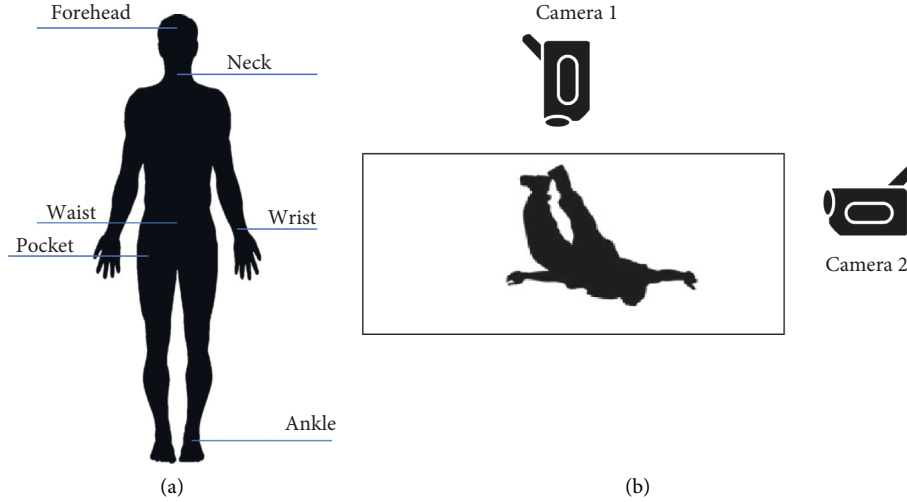 Forehead
Neck
Waist
Wrist
Pocket
Ankle
(a)
Camera 1
Camera 2
(b)